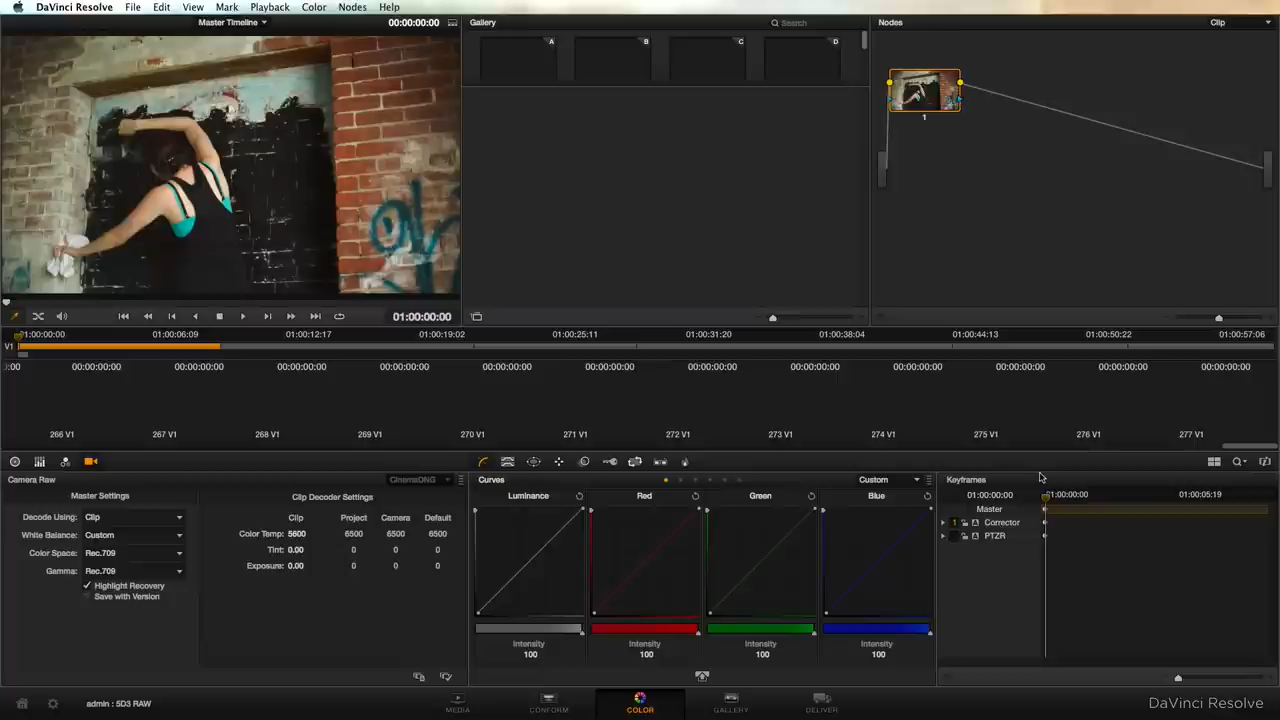 DaVinci Resolve File Edit View Mark Playback Color Nodes Help
Master Timeline 00:00:00:00 Gallery Search Nodes Clip
A B C D
1
01:00:00:00
01:00:00:00 01:00:06:09 01:00:12:17 01:00:19:02 01:00:25:11 01:00:31:20 01:00:38:04 01:00:44:13 01:00:50:22 01:00:57:06
V1
:00 00:00:00:00 00:00:00:00 00:00:00:00 00:00:00:00 00:00:00:00 00:00:00:00 00:00:00:00 00:00:00:00 00:00:00:00 00:00:00:00 00:00:00:00 00:00:00:00
266 V1 267 V1 268 V1 269 V1 270 V1 271 V1 272 V1 273 V1 274 V1 275 V1 276 V1 277 V1
Camera Raw CinemaDNG Curves Custom Keyframes
Master Settings Clip Decoder Settings Luminance Red Green Blue 01:00:00:00 01:00:00:00 01:00:05:19
Master
Decode Using: Clip Clip Project Camera Default 1 Corrector
White Balance: Custom Color Temp: 5600 6500 6500 6500 PTZR
Color Space: Rec.709 Tint: 0.00 0 0 0
Gamma: Rec.709 Exposure: 0.00 0 0 0
Highlight Recovery
Save with Version
Intensity Intensity Intensity Intensity
100 100 100 100
admin : 5D3 RAW MEDIA CONFORM COLOR GALLERY DELIVER DaVinci Resolve